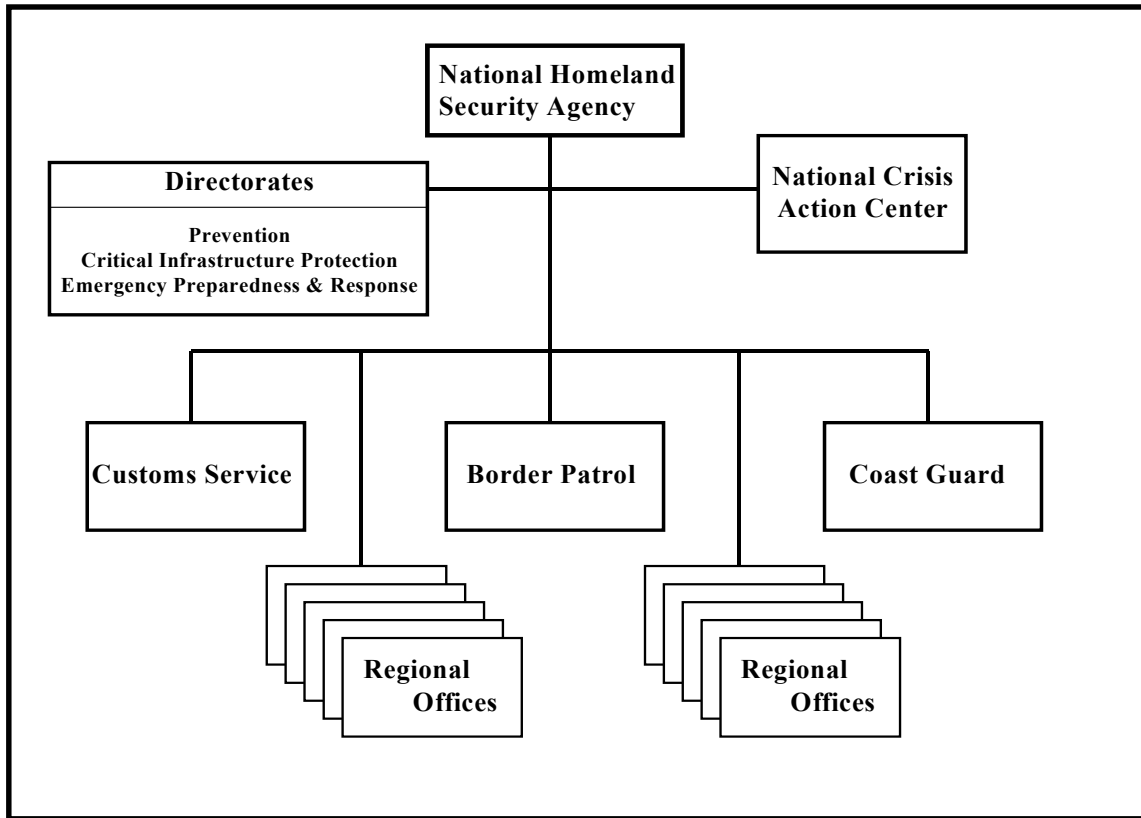 National Homeland
Security Agency
Directorates
Prevention
Critical Infrastructure Protection
Emergency Preparedness & Response
National Crisis
Action Center
Customs Service
Border Patrol
Coast Guard
Regional
Offices
Regional
Offices